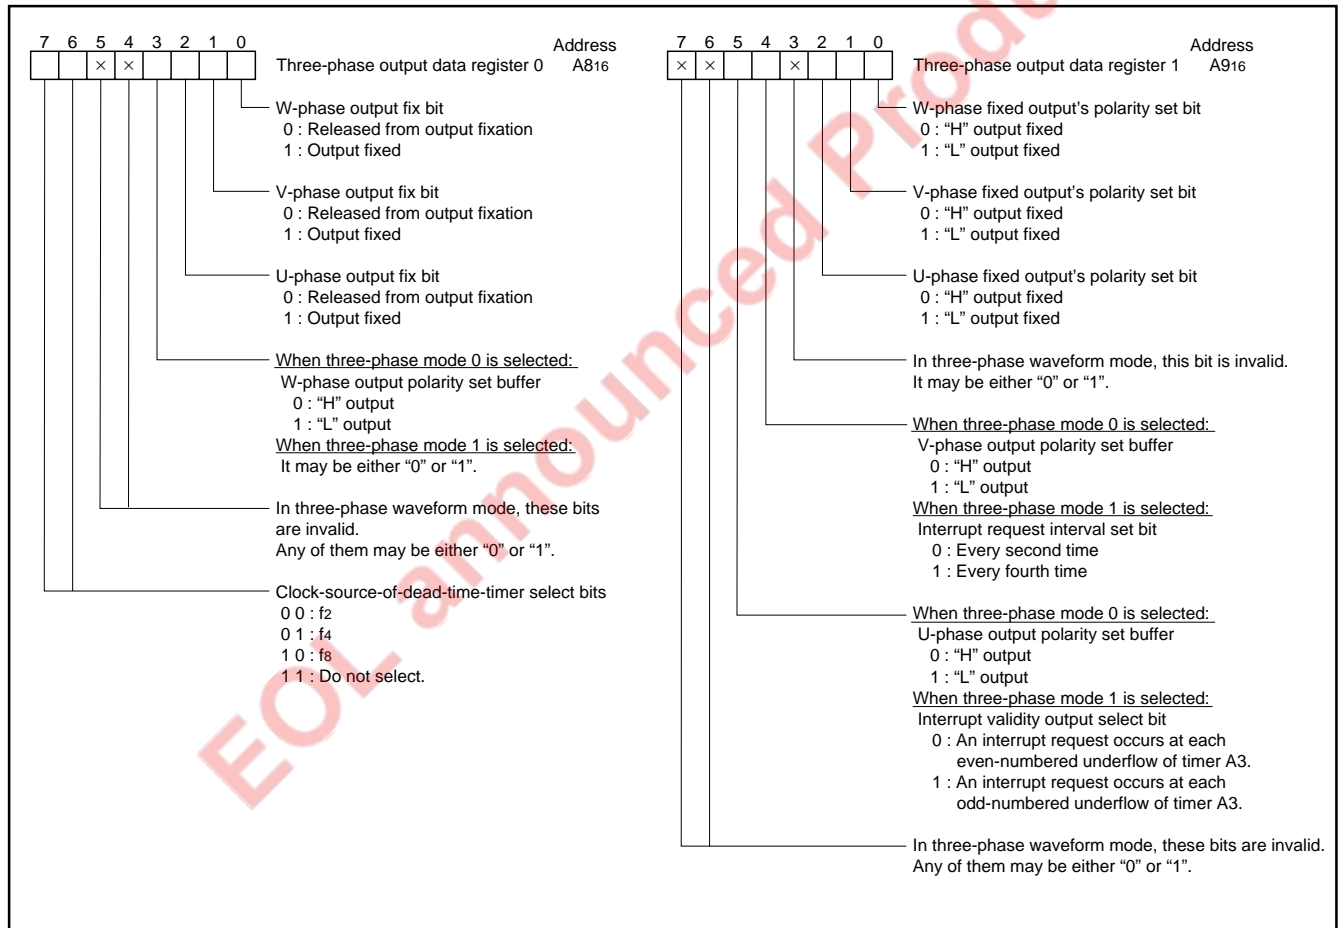 7 6 5 4 3 2 1 0
Address
× ×
Three-phase output data register 0 A816
W-phase output fix bit
0 : Released from output fixation
1 : Output fixed
V-phase output fix bit
0 : Released from output fixation
1 : Output fixed
U-phase output fix bit
0 : Released from output fixation
1 : Output fixed
When three-phase mode 0 is selected:
W-phase output polarity set buffer
0 : “H” output
1 : “L” output
When three-phase mode 1 is selected:
It may be either “0” or “1”.
In three-phase waveform mode, these bits
are invalid.
Any of them may be either “0” or “1”.
Clock-source-of-dead-time-timer select bits
0 0 : f2
0 1 : f4
1 0 : f8
1 1 : Do not select.
7 6 5 4 3 2 1 0
Address
× × ×
Three-phase output data register 1 A916
W-phase fixed output’s polarity set bit
0 : “H” output fixed
1 : “L” output fixed
V-phase fixed output’s polarity set bit
0 : “H” output fixed
1 : “L” output fixed
U-phase fixed output’s polarity set bit
0 : “H” output fixed
1 : “L” output fixed
In three-phase waveform mode, this bit is invalid.
It may be either “0” or “1”.
When three-phase mode 0 is selected:
V-phase output polarity set buffer
0 : “H” output
1 : “L” output
When three-phase mode 1 is selected:
Interrupt request interval set bit
0 : Every second time
1 : Every fourth time
When three-phase mode 0 is selected:
U-phase output polarity set buffer
0 : “H” output
1 : “L” output
When three-phase mode 1 is selected:
Interrupt validity output select bit
0 : An interrupt request occurs at each
even-numbered underflow of timer A3.
1 : An interrupt request occurs at each
odd-numbered underflow of timer A3.
In three-phase waveform mode, these bits are invalid.
Any of them may be either “0” or “1”.
EOL announced Produ